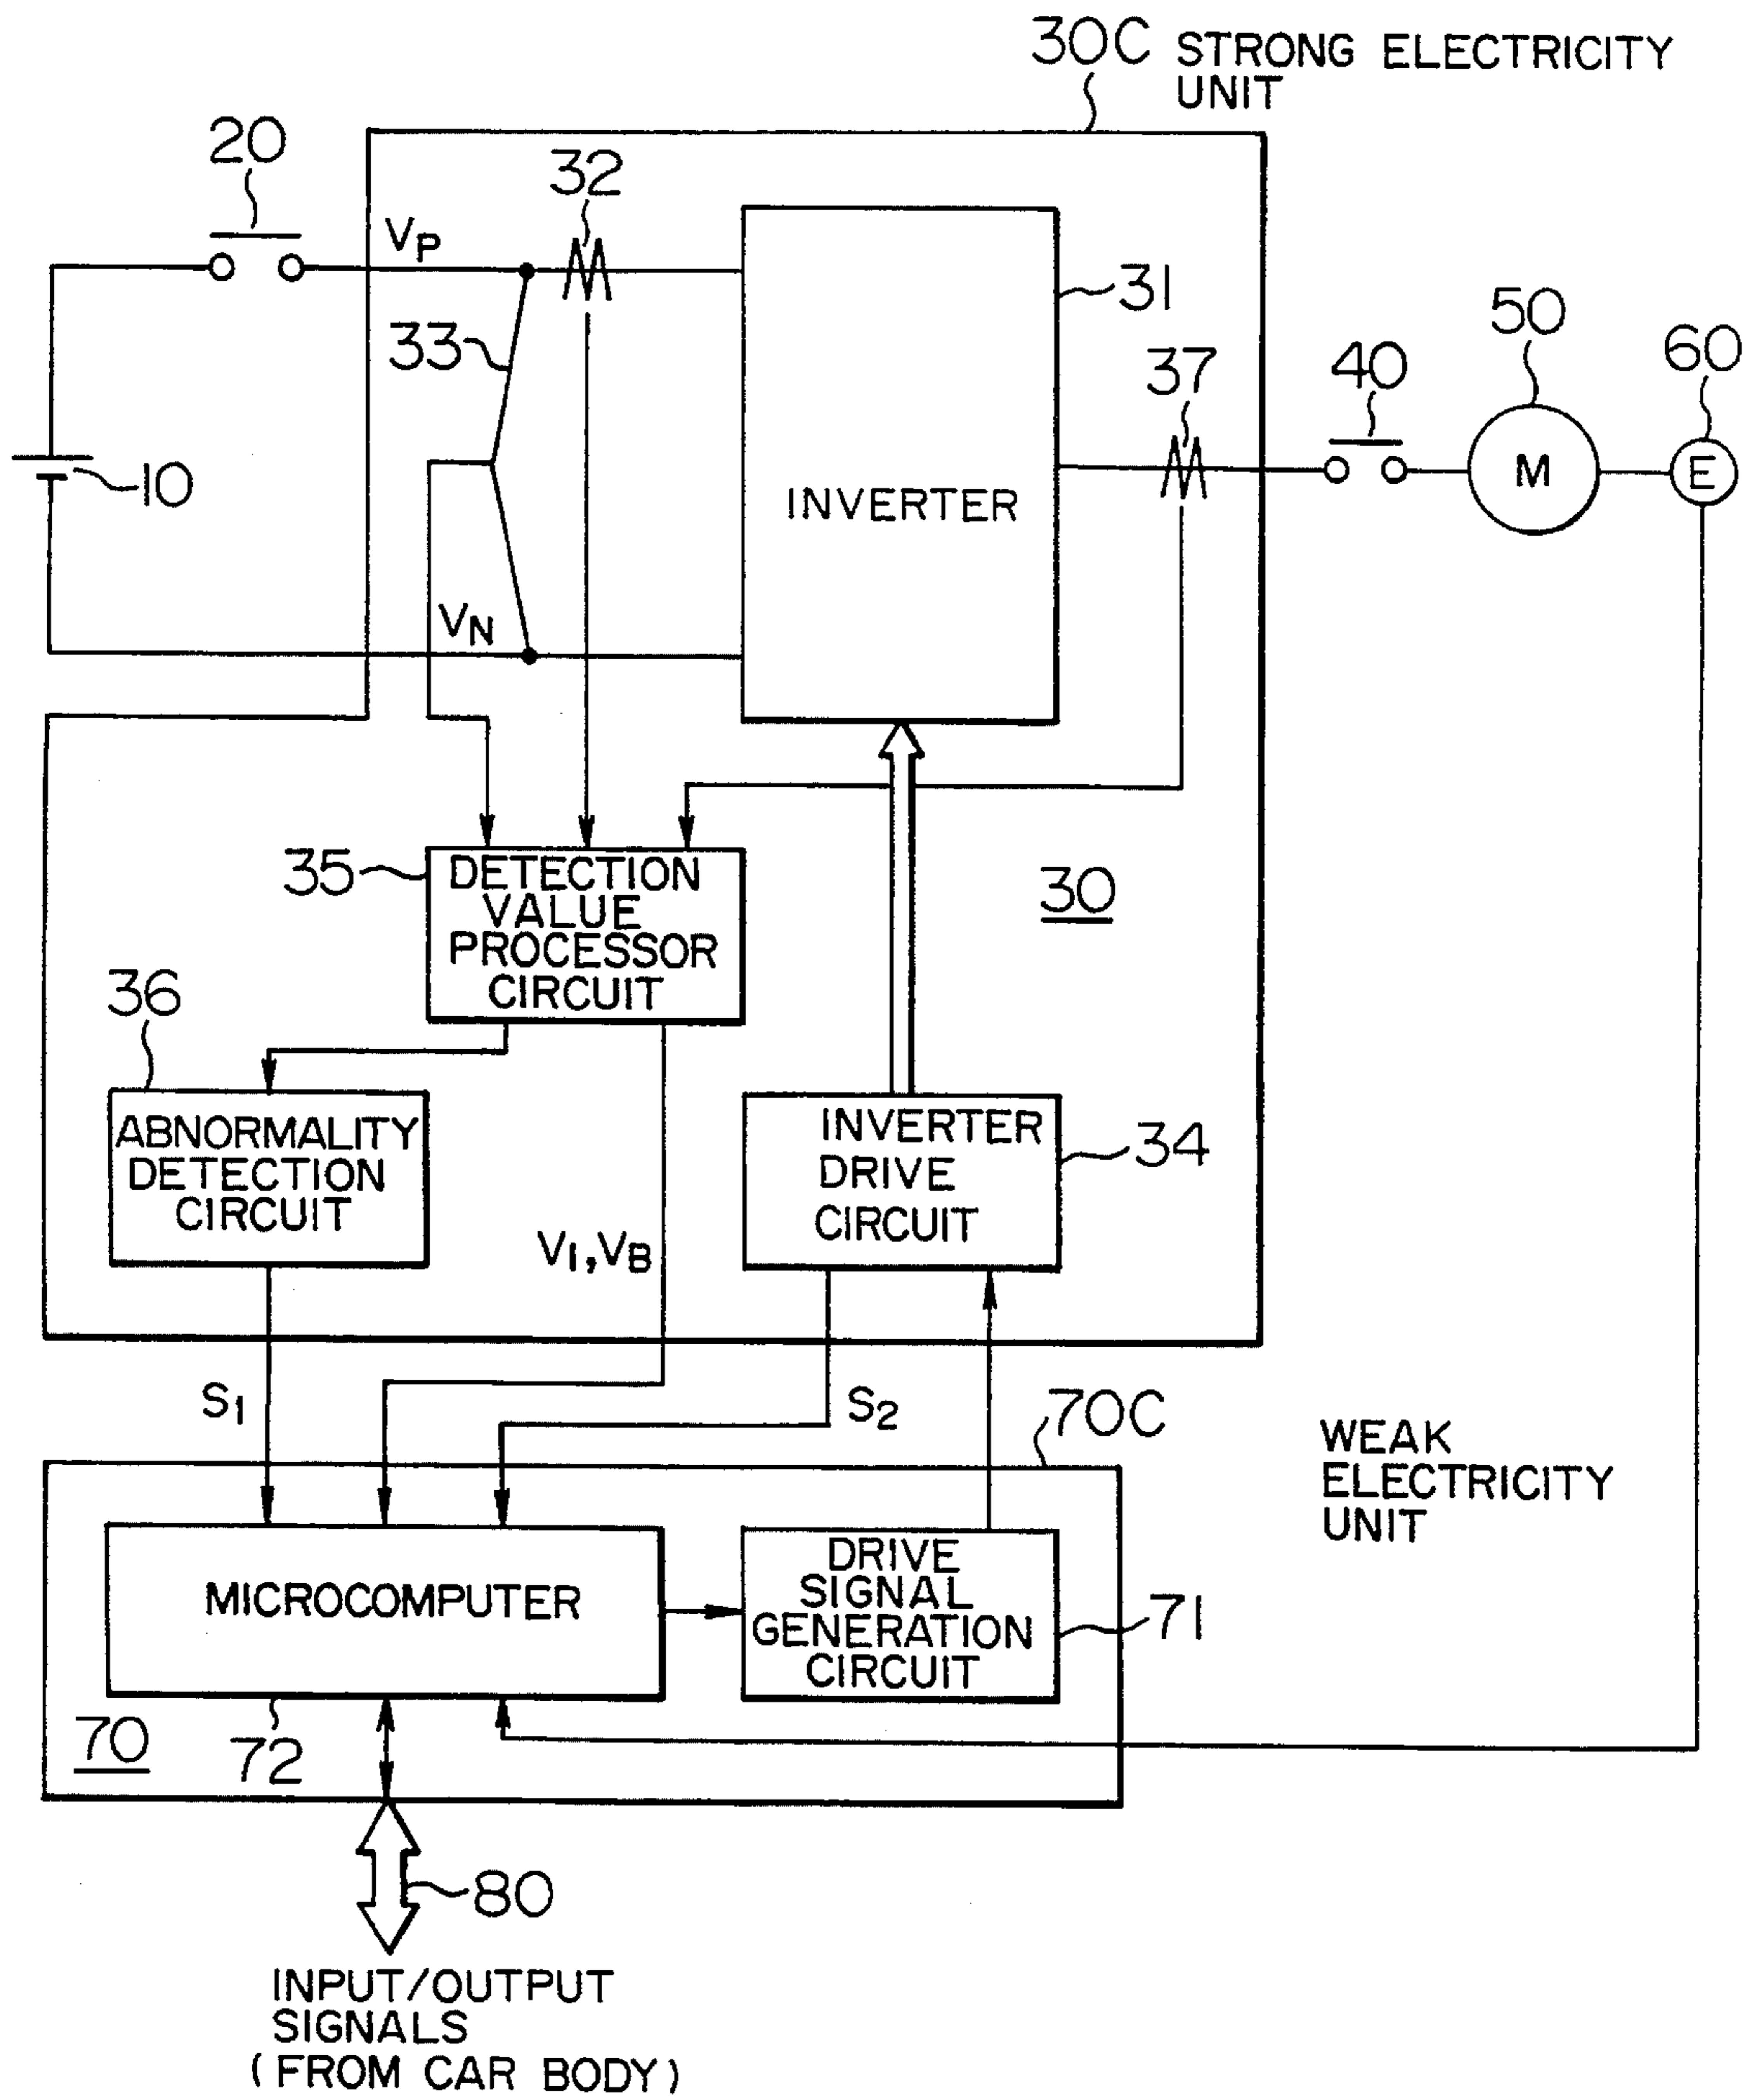 30C STRONG ELECTRICITY
UNIT
20
32
VP
31
33
50
37
60
40
10
M
E
INVERTER
VN
35
DETECTION
VALUE
PROCESSOR
CIRCUIT
30
36
ABNORMALITY
DETECTION
CIRCUIT
INVERTER
DRIVE
CIRCUIT
34
VI,VB
S1
S2
70C
WEAK
ELECTRICITY
UNIT
MICROCOMPUTER
DRIVE
SIGNAL
GENERATION
CIRCUIT
71
70
72
80
INPUT/OUTPUT
SIGNALS
(FROM CAR BODY)